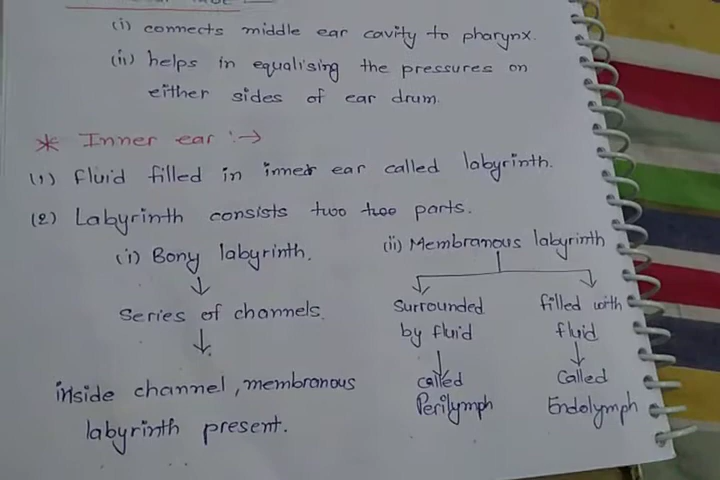 (i) connects middle ear cavity to pharynx.
(ii) helps in equalising the pressures on
either sides of ear drum.
* Inner ear :→
(1) Fluid filled in inner ear called labyrinth.
(2) Labyrinth consists two two parts.
(i) Bony labyrinth.
↓
Series of channels.
↓
inside channel, membranous
labyrinth present.
(ii) Membranous labyrinth
Surrounded
by fluid
↓
called
Perilymph
filled with
fluid
↓
Called
Endolymph